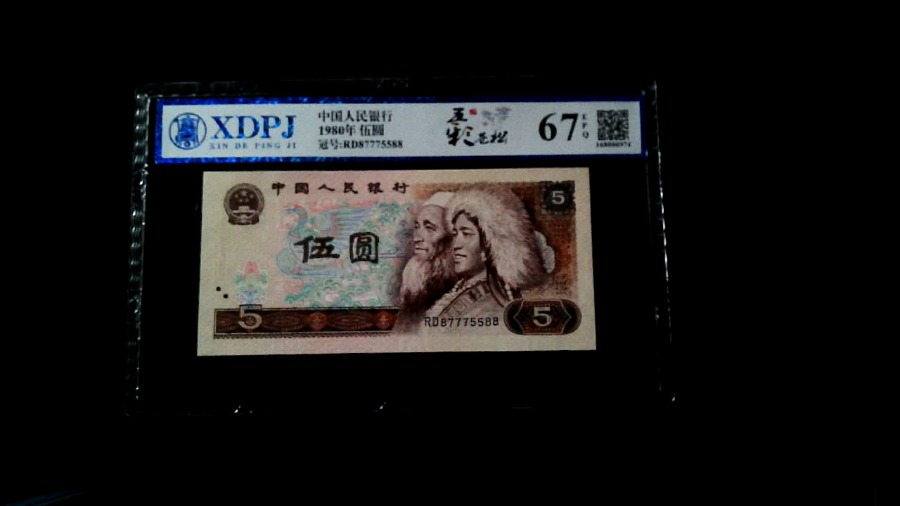 XDPJ
XIN DE PING JI
中国人民银行
1980年 伍圆
冠号:RD87775588
67
EPQ
中国人民银行
5
伍圆
5
RD87775588
5